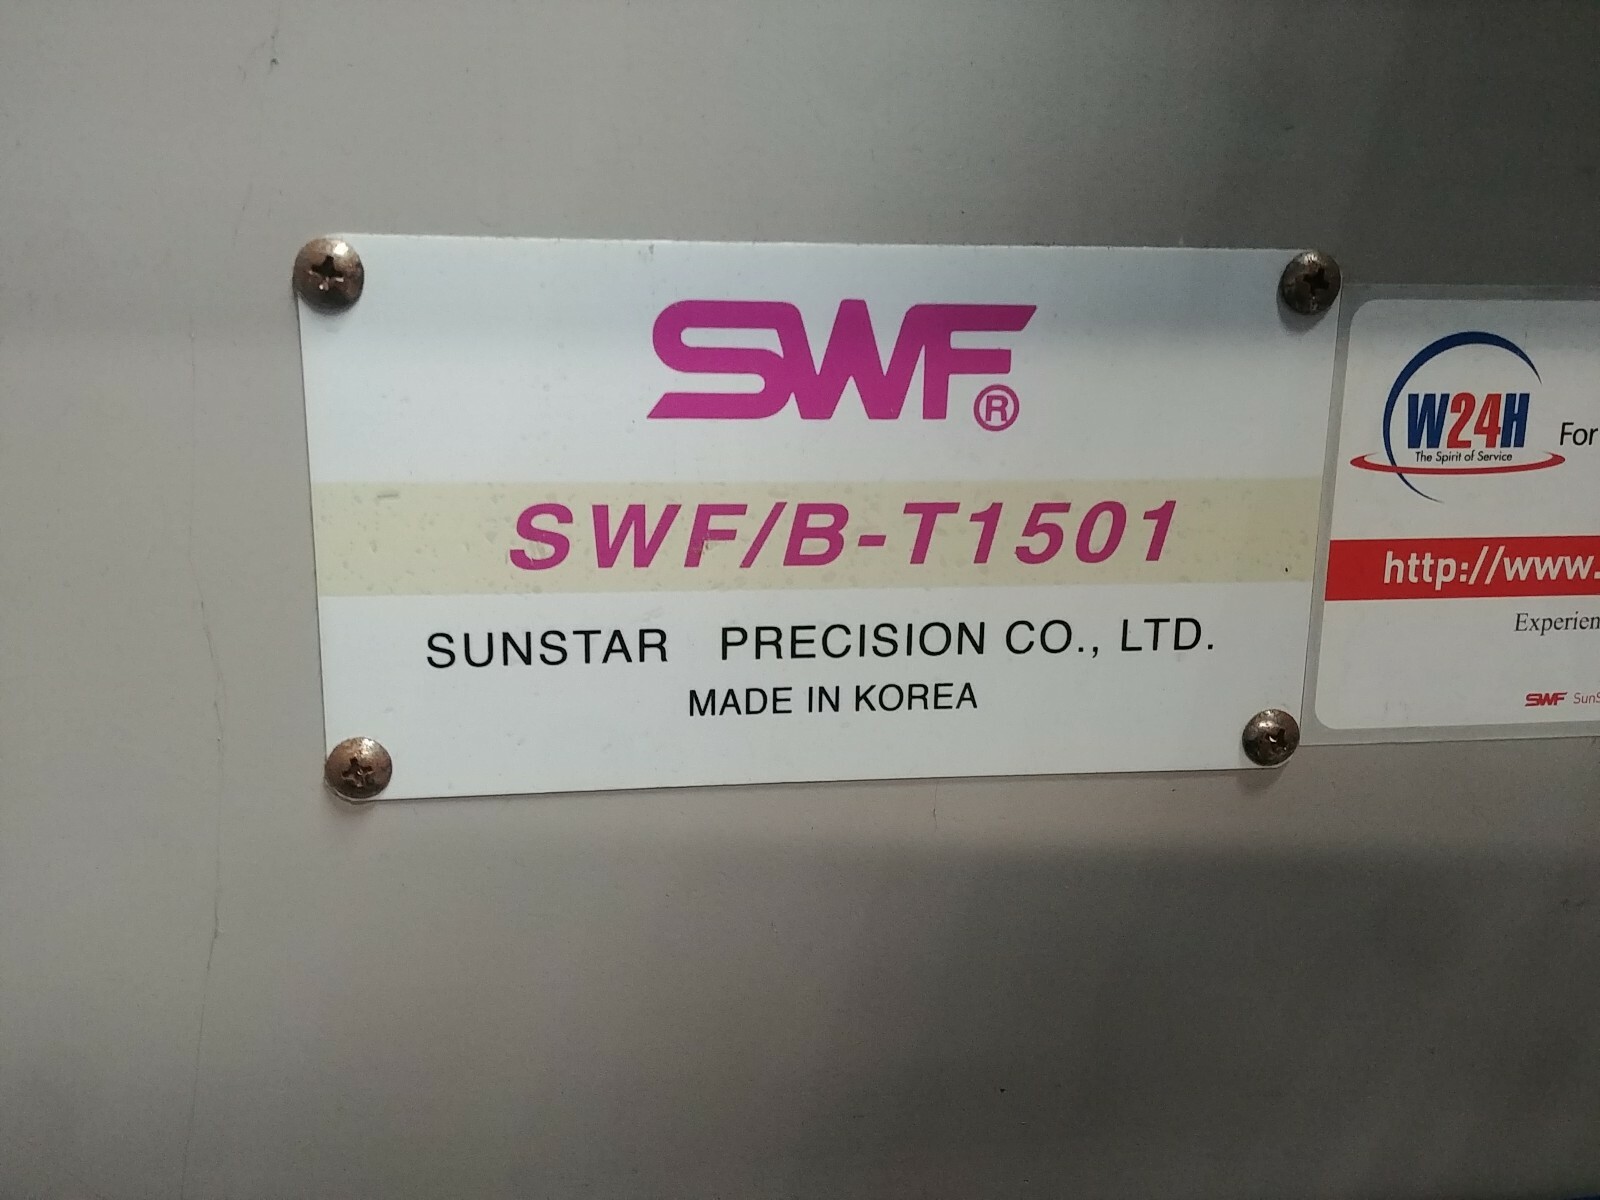 SWF®
SWF/B-T1501
SUNSTAR PRECISION CO., LTD.
MADE IN KOREA
W24H
The Spirit of Service
For
http://www.
SWF